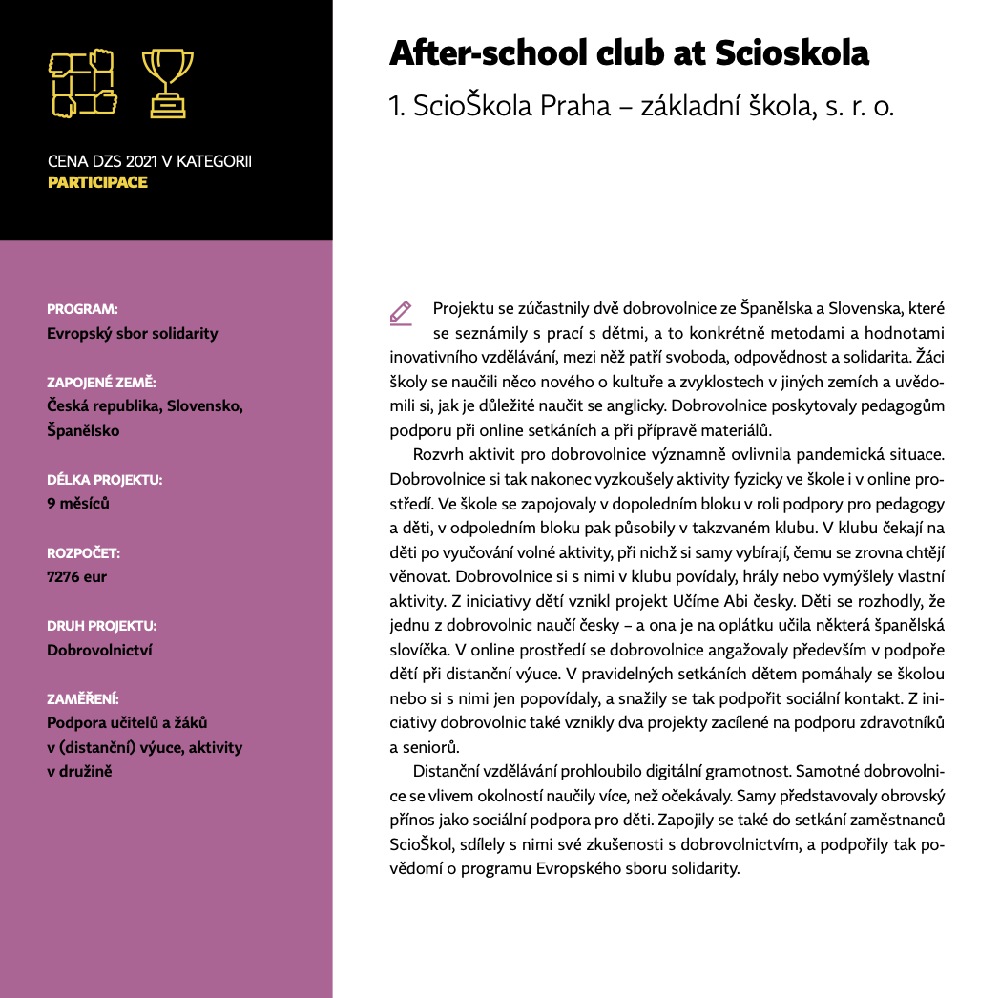 CENA DZS 2021 V KATEGORII
PARTICIPACE
PROGRAM:
Evropský sbor solidarity
ZAPOJENÉ ZEMĚ:
Česká republika, Slovensko,
Španělsko
DÉLKA PROJEKTU:
9 měsíců
ROZPOČET:
7276 eur
DRUH PROJEKTU:
Dobrovolnictví
ZAMĚŘENÍ:
Podpora učitelů a žáků
v (distanční) výuce, aktivity
v družině
After-school club at Scioskola
1. ScioŠkola Praha – základní škola, s. r. o.
Projektu se zúčastnily dvě dobrovolnice ze Španělska a Slovenska, které
se seznámily s prací s dětmi, a to konkrétně metodami a hodnotami
inovativního vzdělávání, mezi něž patří svoboda, odpovědnost a solidarita. Žáci
školy se naučili něco nového o kultuře a zvyklostech v jiných zemích a uvědo-
mili si, jak je důležité naučit se anglicky. Dobrovolnice poskytovaly pedagogům
podporu při online setkáních a při přípravě materiálů.
Rozvrh aktivit pro dobrovolnice významně ovlivnila pandemická situace.
Dobrovolnice si tak nakonec vyzkoušely aktivity fyzicky ve škole i v online pro-
středí. Ve škole se zapojovaly v dopoledním bloku v roli podpory pro pedagogy
a děti, v odpoledním bloku pak působily v takzvaném klubu. V klubu čekají na
děti po vyučování volné aktivity, při nichž si samy vybírají, čemu se zrovna chtějí
věnovat. Dobrovolnice si s nimi v klubu povídaly, hrály nebo vymýšlely vlastní
aktivity. Z iniciativy dětí vznikl projekt Učíme Abi česky. Děti se rozhodly, že
jednu z dobrovolnic naučí česky – a ona je na oplátku učila některá španělská
slovíčka. V online prostředí se dobrovolnice angažovaly především v podpoře
dětí při distanční výuce. V pravidelných setkáních dětem pomáhaly se školou
nebo si s nimi jen popovídaly, a snažily se tak podpořit sociální kontakt. Z ini-
ciativy dobrovolnic také vznikly dva projekty zacílené na podporu zdravotníků
a seniorů.
Distanční vzdělávání prohloubilo digitální gramotnost. Samotné dobrovolni-
ce se vlivem okolností naučily více, než očekávaly. Samy představovaly obrovský
přínos jako sociální podpora pro děti. Zapojily se také do setkání zaměstnanců
ScioŠkol, sdílely s nimi své zkušenosti s dobrovolnictvím, a podpořily tak po-
vědomí o programu Evropského sboru solidarity.